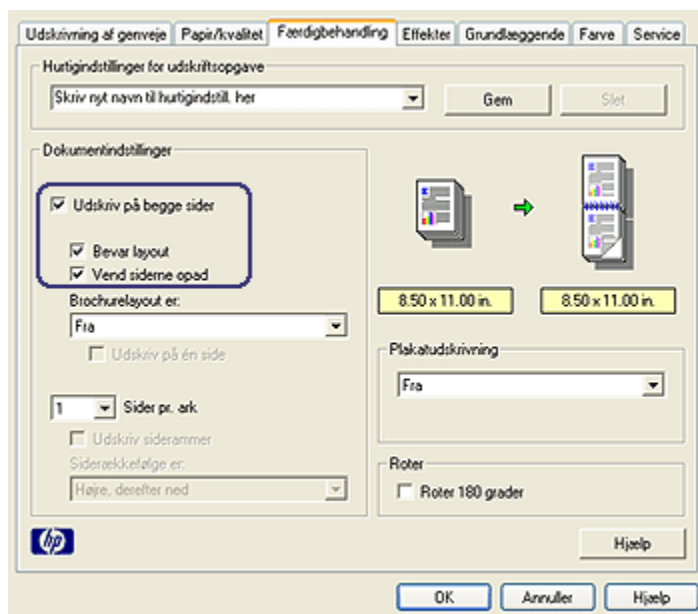 Udskrivning af genveje Papir/kvalitet Færdigbehandling Effekter Grundlæggende Farve Service
Hurtigindstillinger for udskriftsopgave
Skriv nyt navn til hurtigindstill. her
Gem
Slet
Dokumentindstillinger
Udskriv på begge sider
Bevar layout
Vend siderne opad
Brochurelayout er:
Fra
Udskriv på én side
1 Sider pr. ark
Udskriv siderammer
Siderækkefølge er:
Højre, derefter ned
8.50 x 11.00 in.
8.50 x 11.00 in.
Plakatudskrivning
Fra
Roter
Roter 180 grader
hp
Hjælp
OK Annuller Hjælp